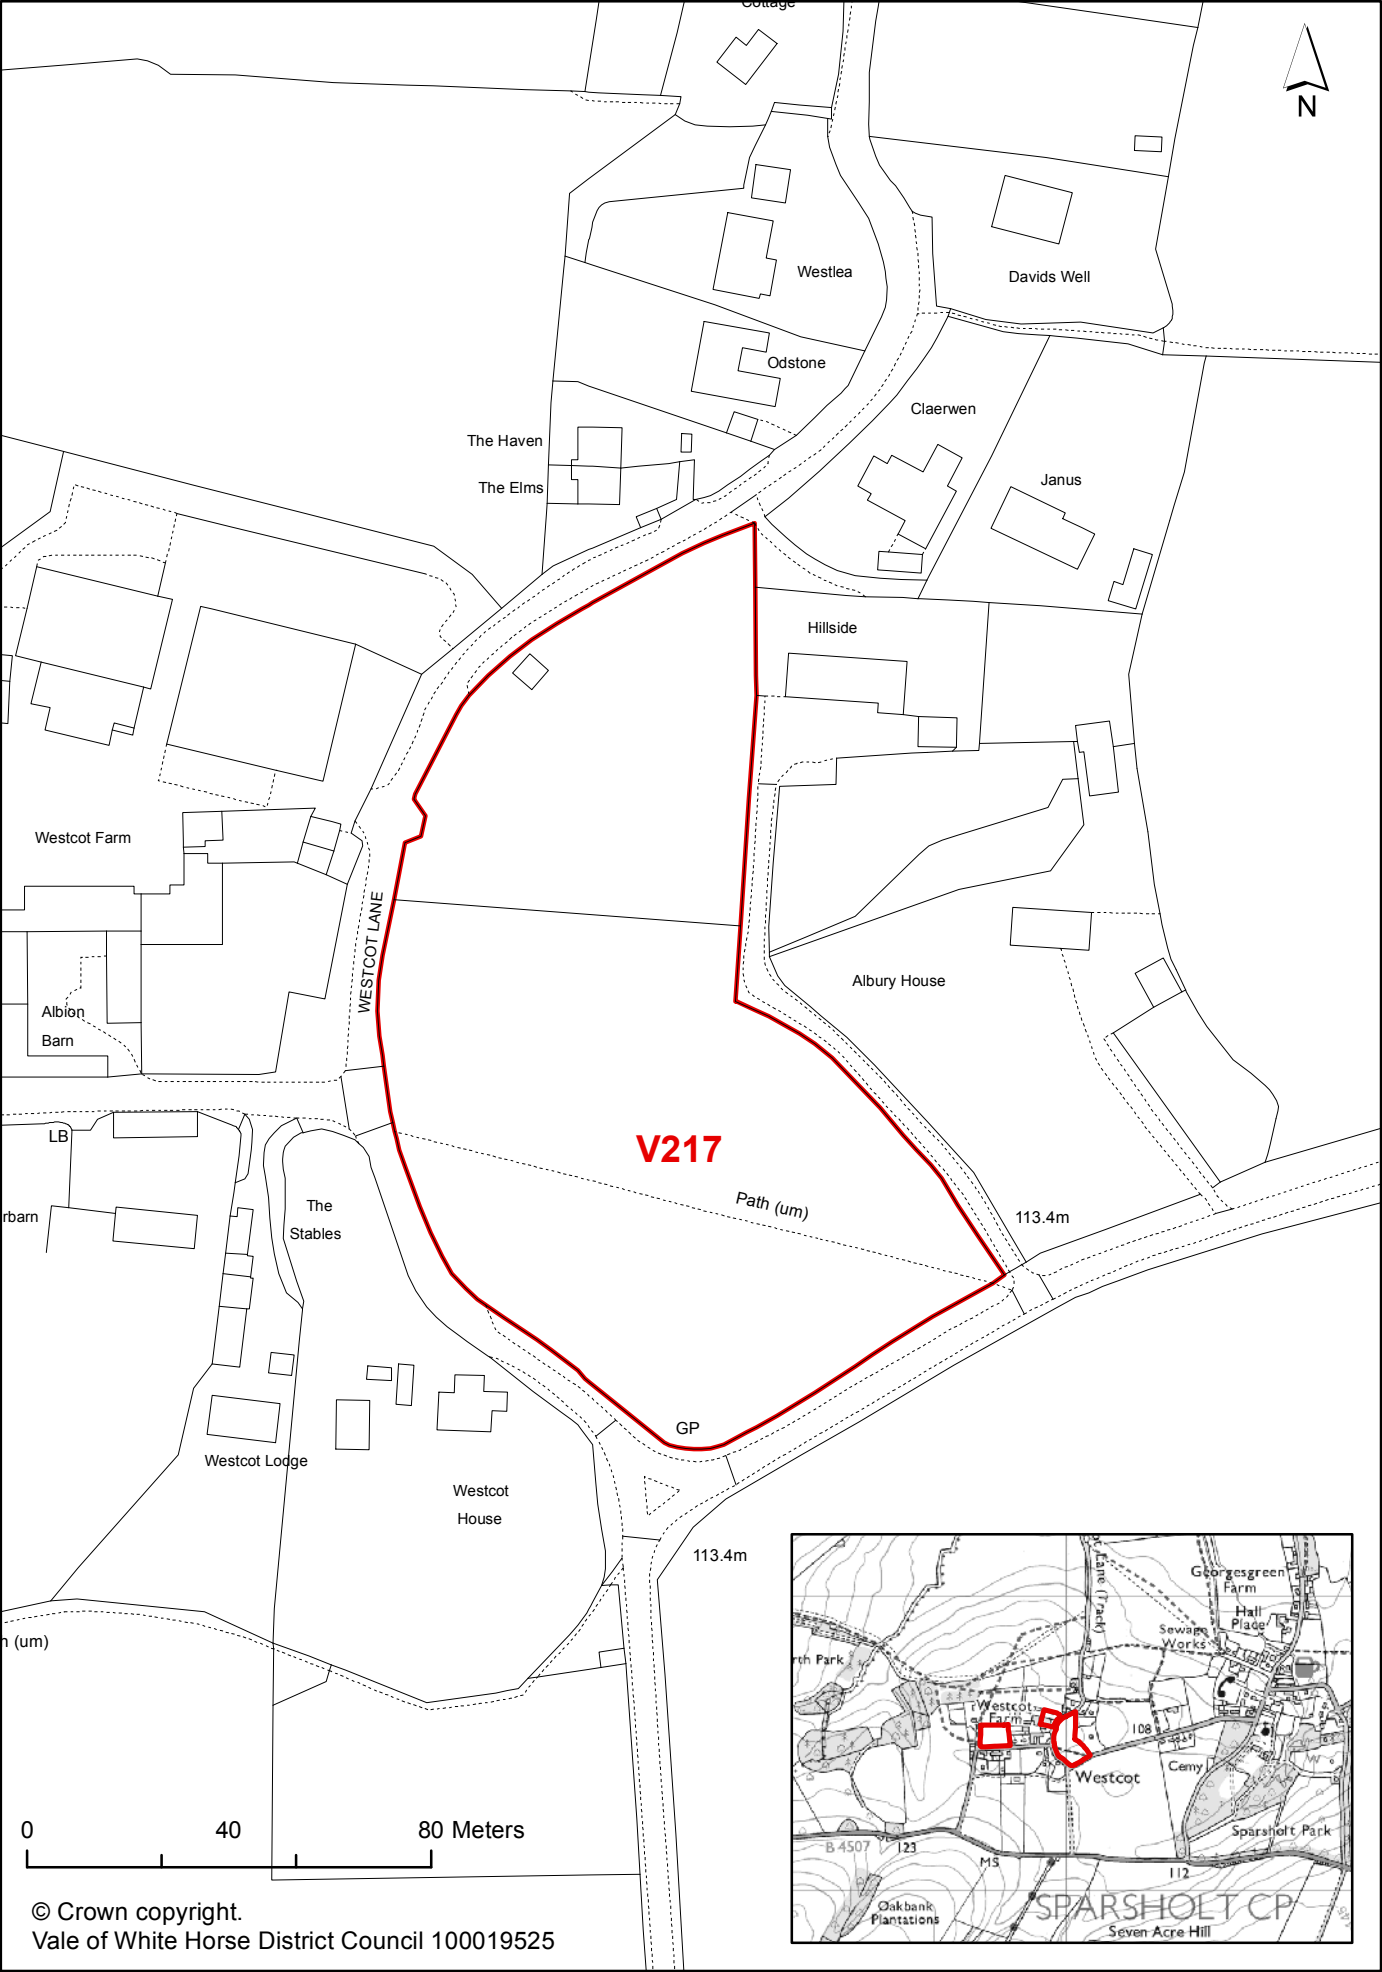 Cottage
N
Westlea
Davids Well
Odstone
Claerwen
The Haven
Janus
The Elms
Hillside
Westcot Farm
WESTCOT LANE
Albury House
Albion
Barn
LB
V217
Path (um)
The
Stables
rbarn
113.4m
GP
Westcot Lodge
Westcot
House
113.4m
(um)
0 40 80 Meters
© Crown copyright.
Vale of White Horse District Council 100019525
Lane (Track)
Georgesgreen
Farm
Hall
Place
Sewage
Works
rth Park
Westcot
Farm
108
Westcot
Cemy
W
Sparsholt Park
B 4507
123
MS
112
SPARSHOLT CP
Oakbank
Plantations
Seven Acre Hill